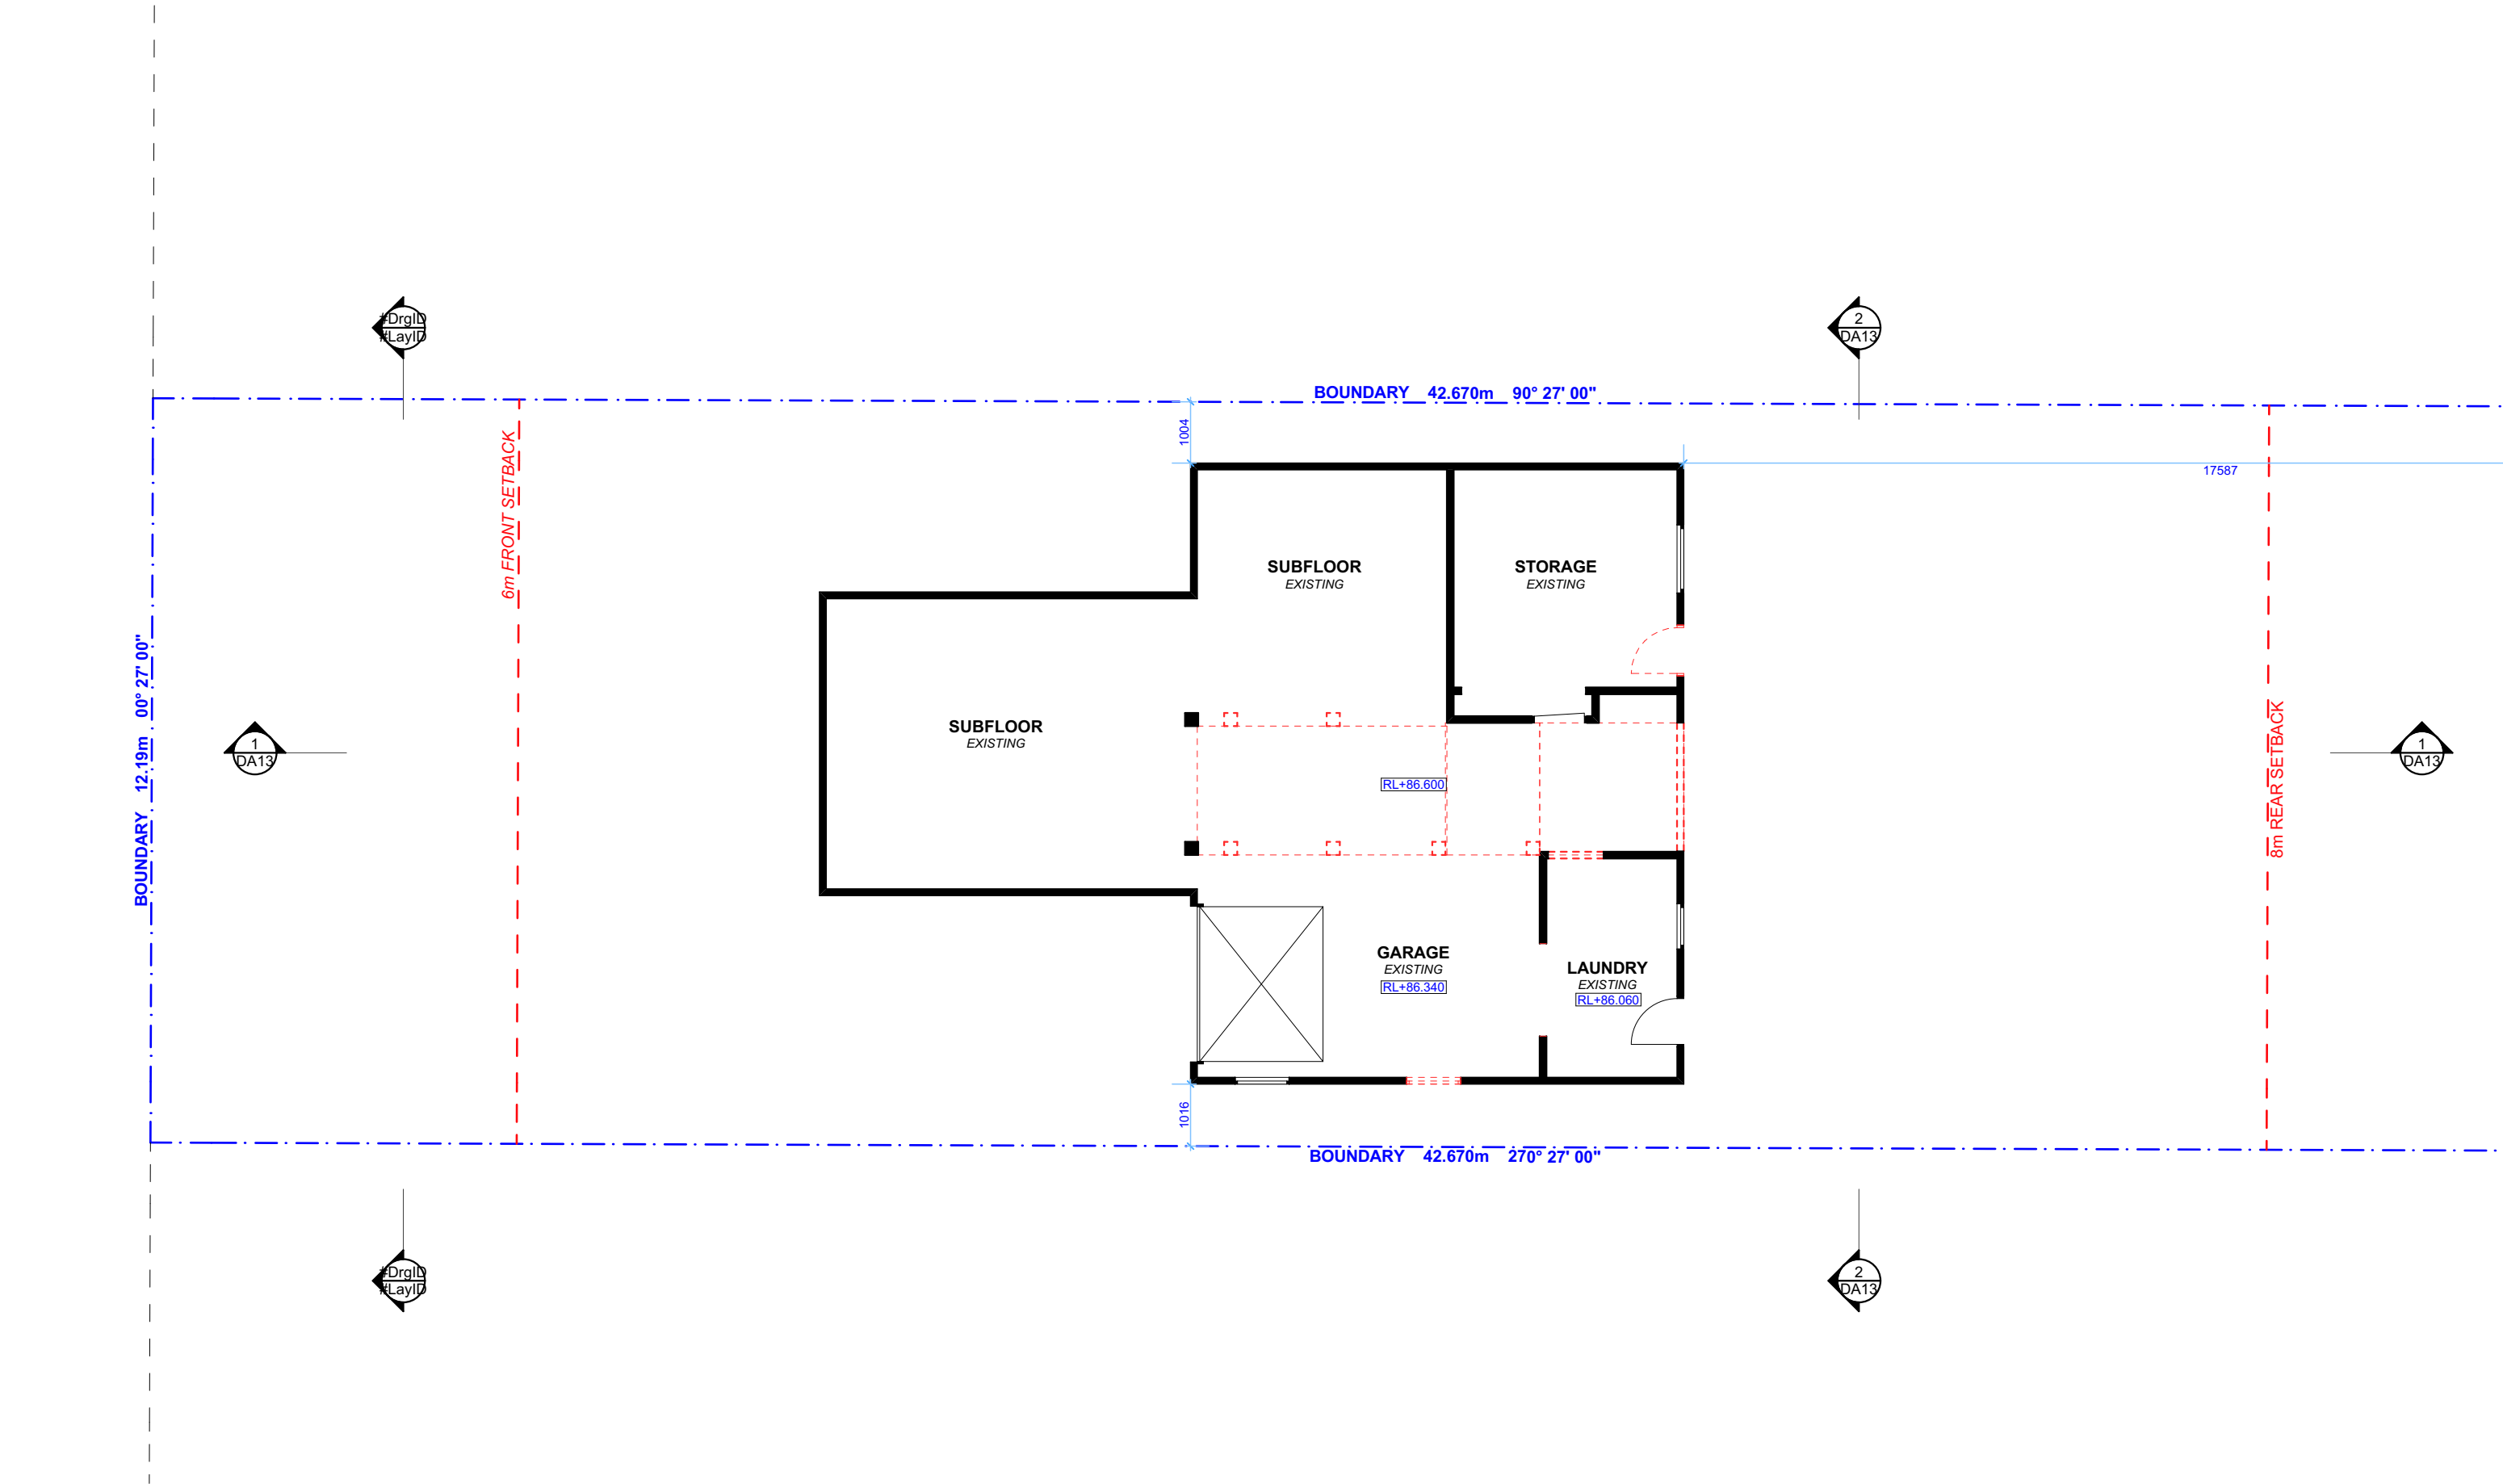 #DrgID
#LayID
2
DA13
BOUNDARY 42.670m 90° 27' 00"
1004
17587
6m FRONT SETBACK
SUBFLOOR
EXISTING
STORAGE
EXISTING
BOUNDARY 12.19m 00° 27' 00"
1
DA13
SUBFLOOR
EXISTING
RL+86.600
8m REAR SETBACK
1
DA13
GARAGE
EXISTING
RL+86.340
LAUNDRY
EXISTING
RL+86.060
1016
BOUNDARY 42.670m 270° 27' 00"
#DrgID
#LayID
2
DA13